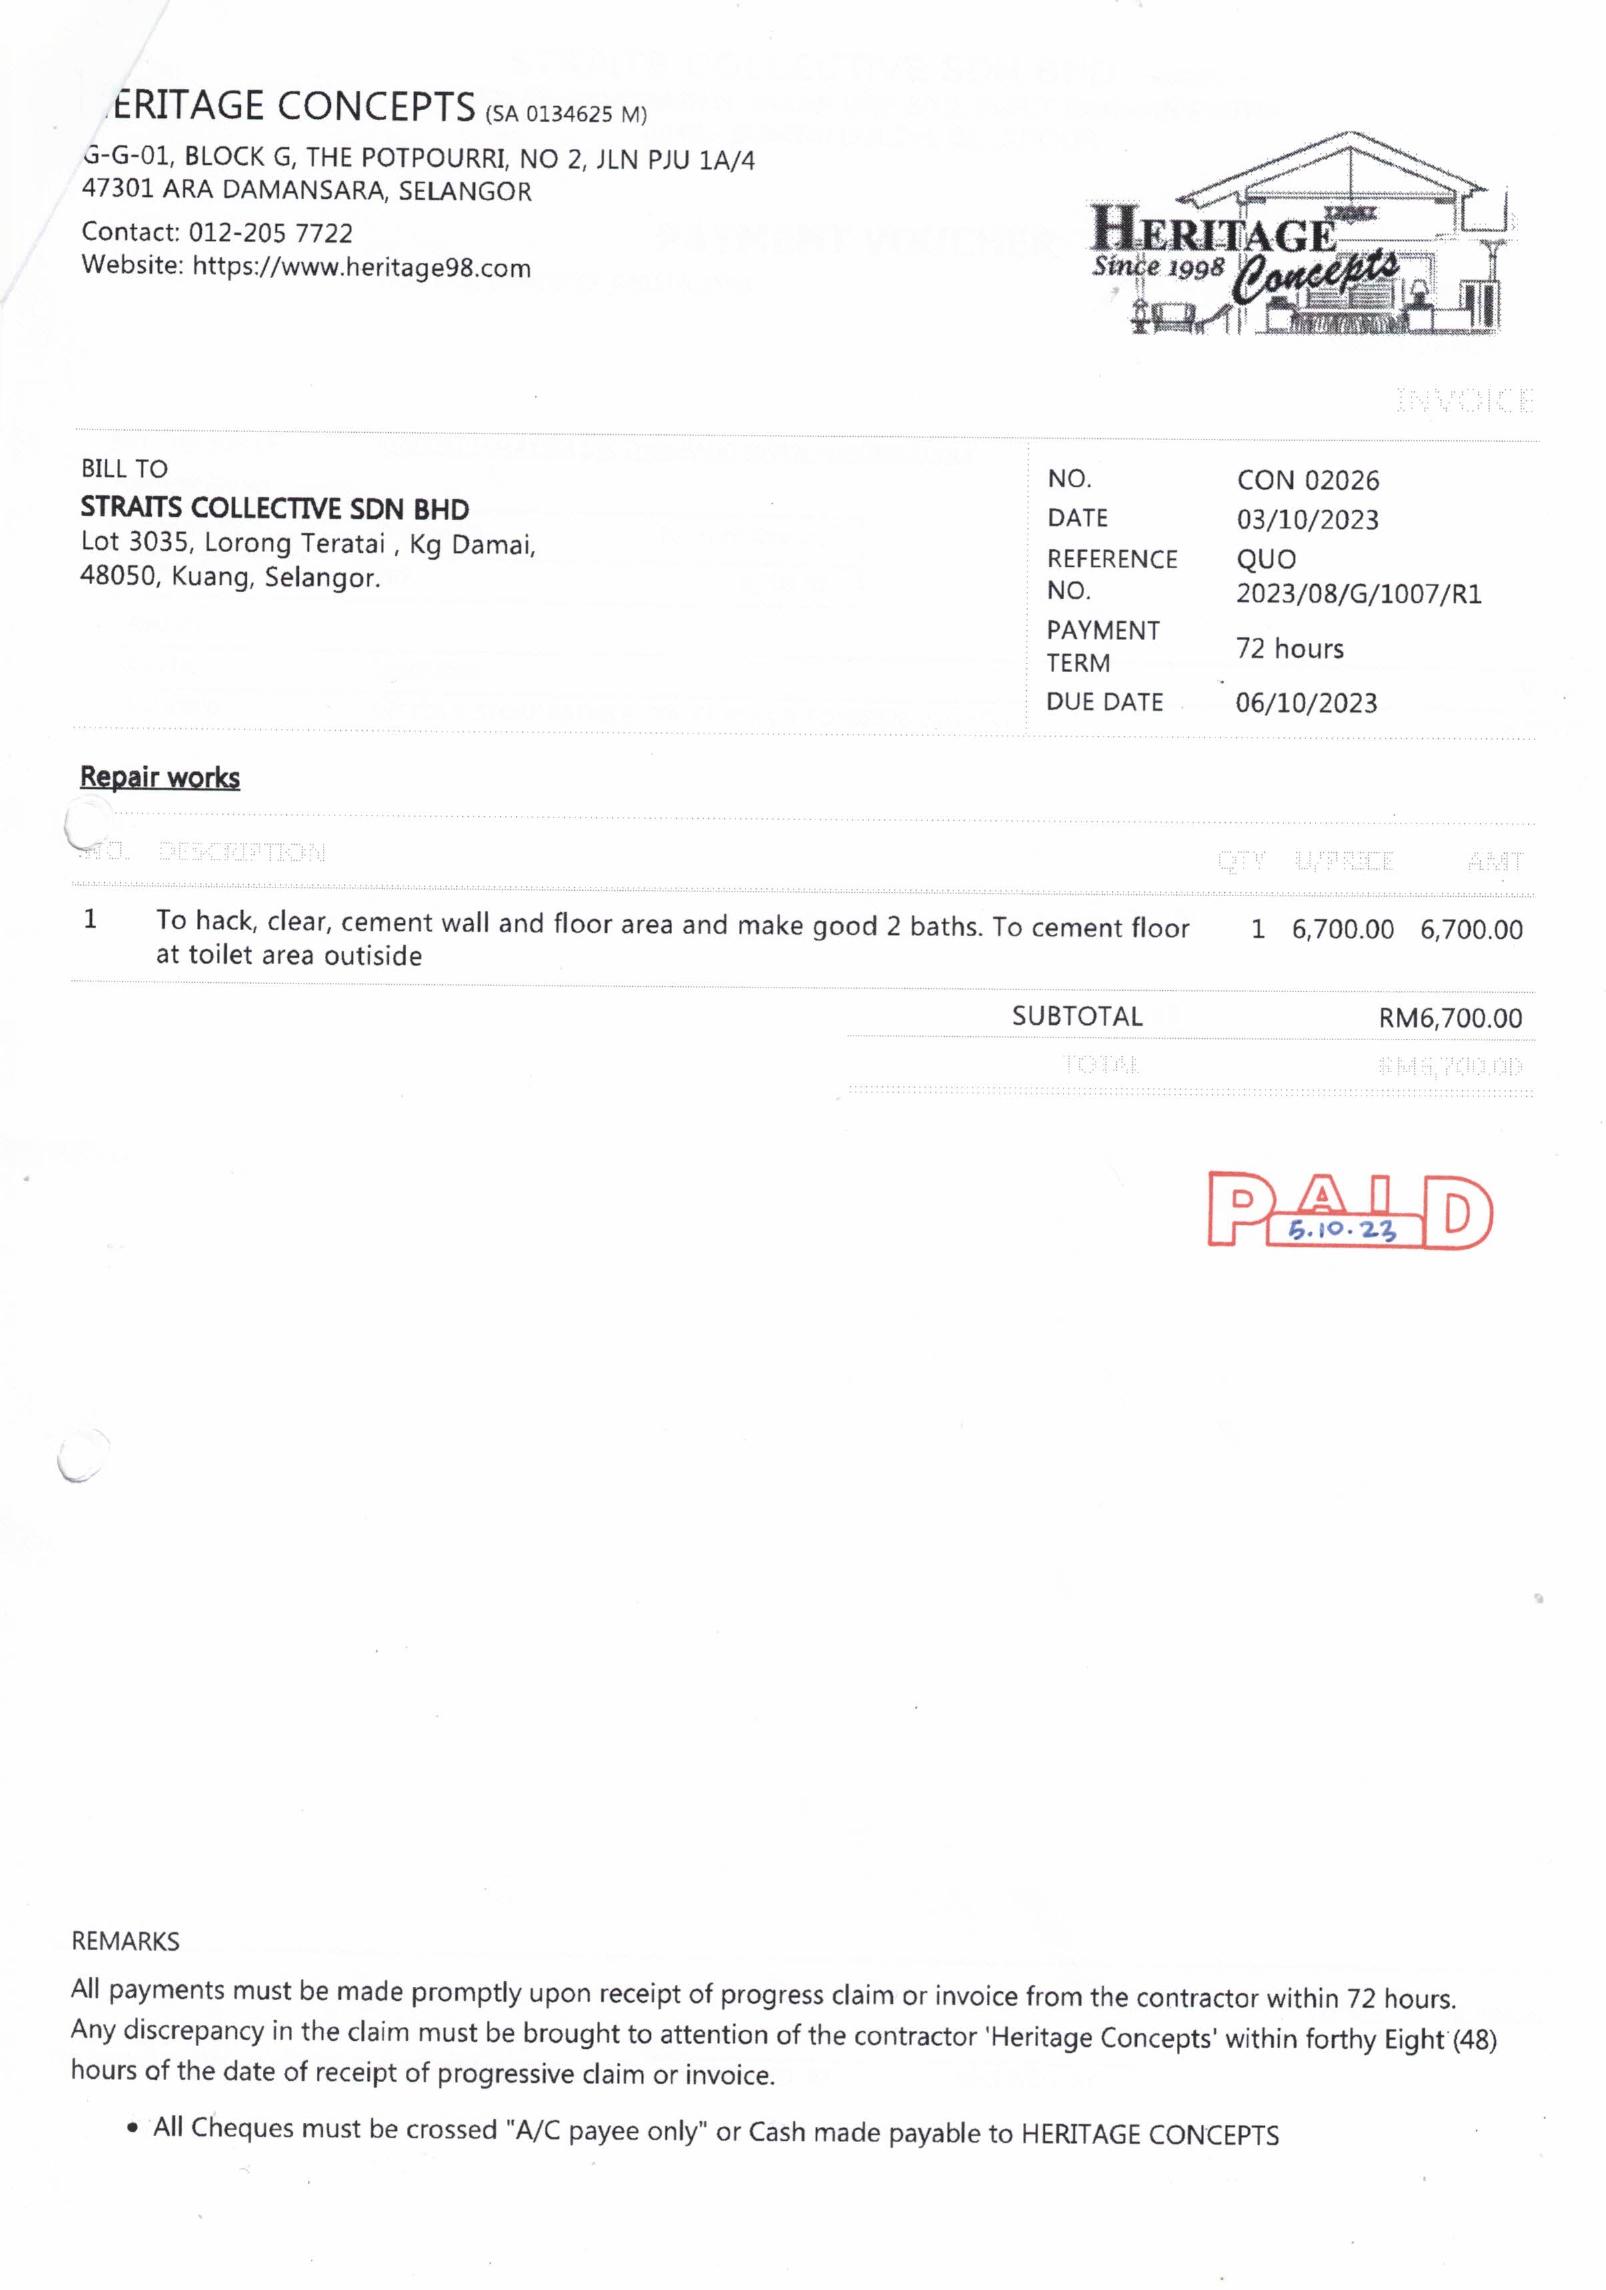 ERITAGE CONCEPTS (SA 0134625 M)
G-G-01, BLOCK G, THE POTPOURRI, NO 2, JLN PJU 1A/4
47301 ARA DAMANSARA, SELANGOR
Contact: 012-205 7722
Website: https://www.heritage98.com
HERITAGE
Since 1998 Concepts
INVOICE
BILL TO
STRAITS COLLECTIVE SDN BHD
Lot 3035, Lorong Teratai , Kg Damai,
48050, Kuang, Selangor.
NO. CON 02026
DATE 03/10/2023
REFERENCE NO. QUO 2023/08/G/1007/R1
PAYMENT TERM 72 hours
DUE DATE 06/10/2023
Repair works
NO. DESCRIPTION QTY U/PRICE AMT
1 To hack, clear, cement wall and floor area and make good 2 baths. To cement floor 1 6,700.00 6,700.00
at toilet area outiside
SUBTOTAL RM6,700.00
TOTAL RM6,700.00
PAID
5.10.23
REMARKS
All payments must be made promptly upon receipt of progress claim or invoice from the contractor within 72 hours.
Any discrepancy in the claim must be brought to attention of the contractor 'Heritage Concepts' within forthy Eight (48)
hours of the date of receipt of progressive claim or invoice.
• All Cheques must be crossed "A/C payee only" or Cash made payable to HERITAGE CONCEPTS